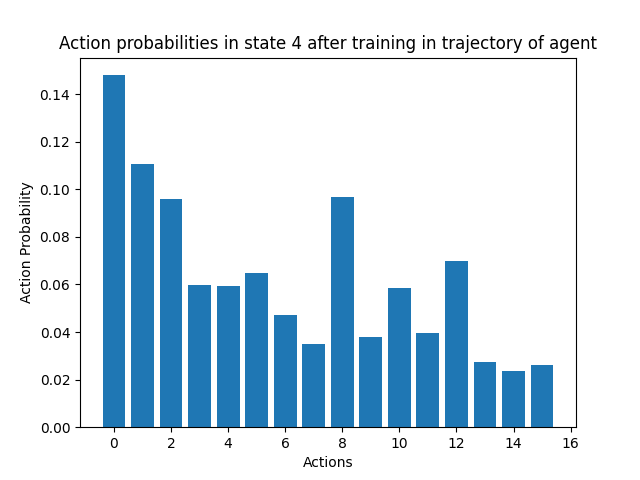 Action probabilities in state 4 after training in trajectory of agent
0.14
0.12
0.10
0.08
0.06
0.04
0.02
0.00
Action Probability
0 2 4 6 8 10 12 14 16
Actions